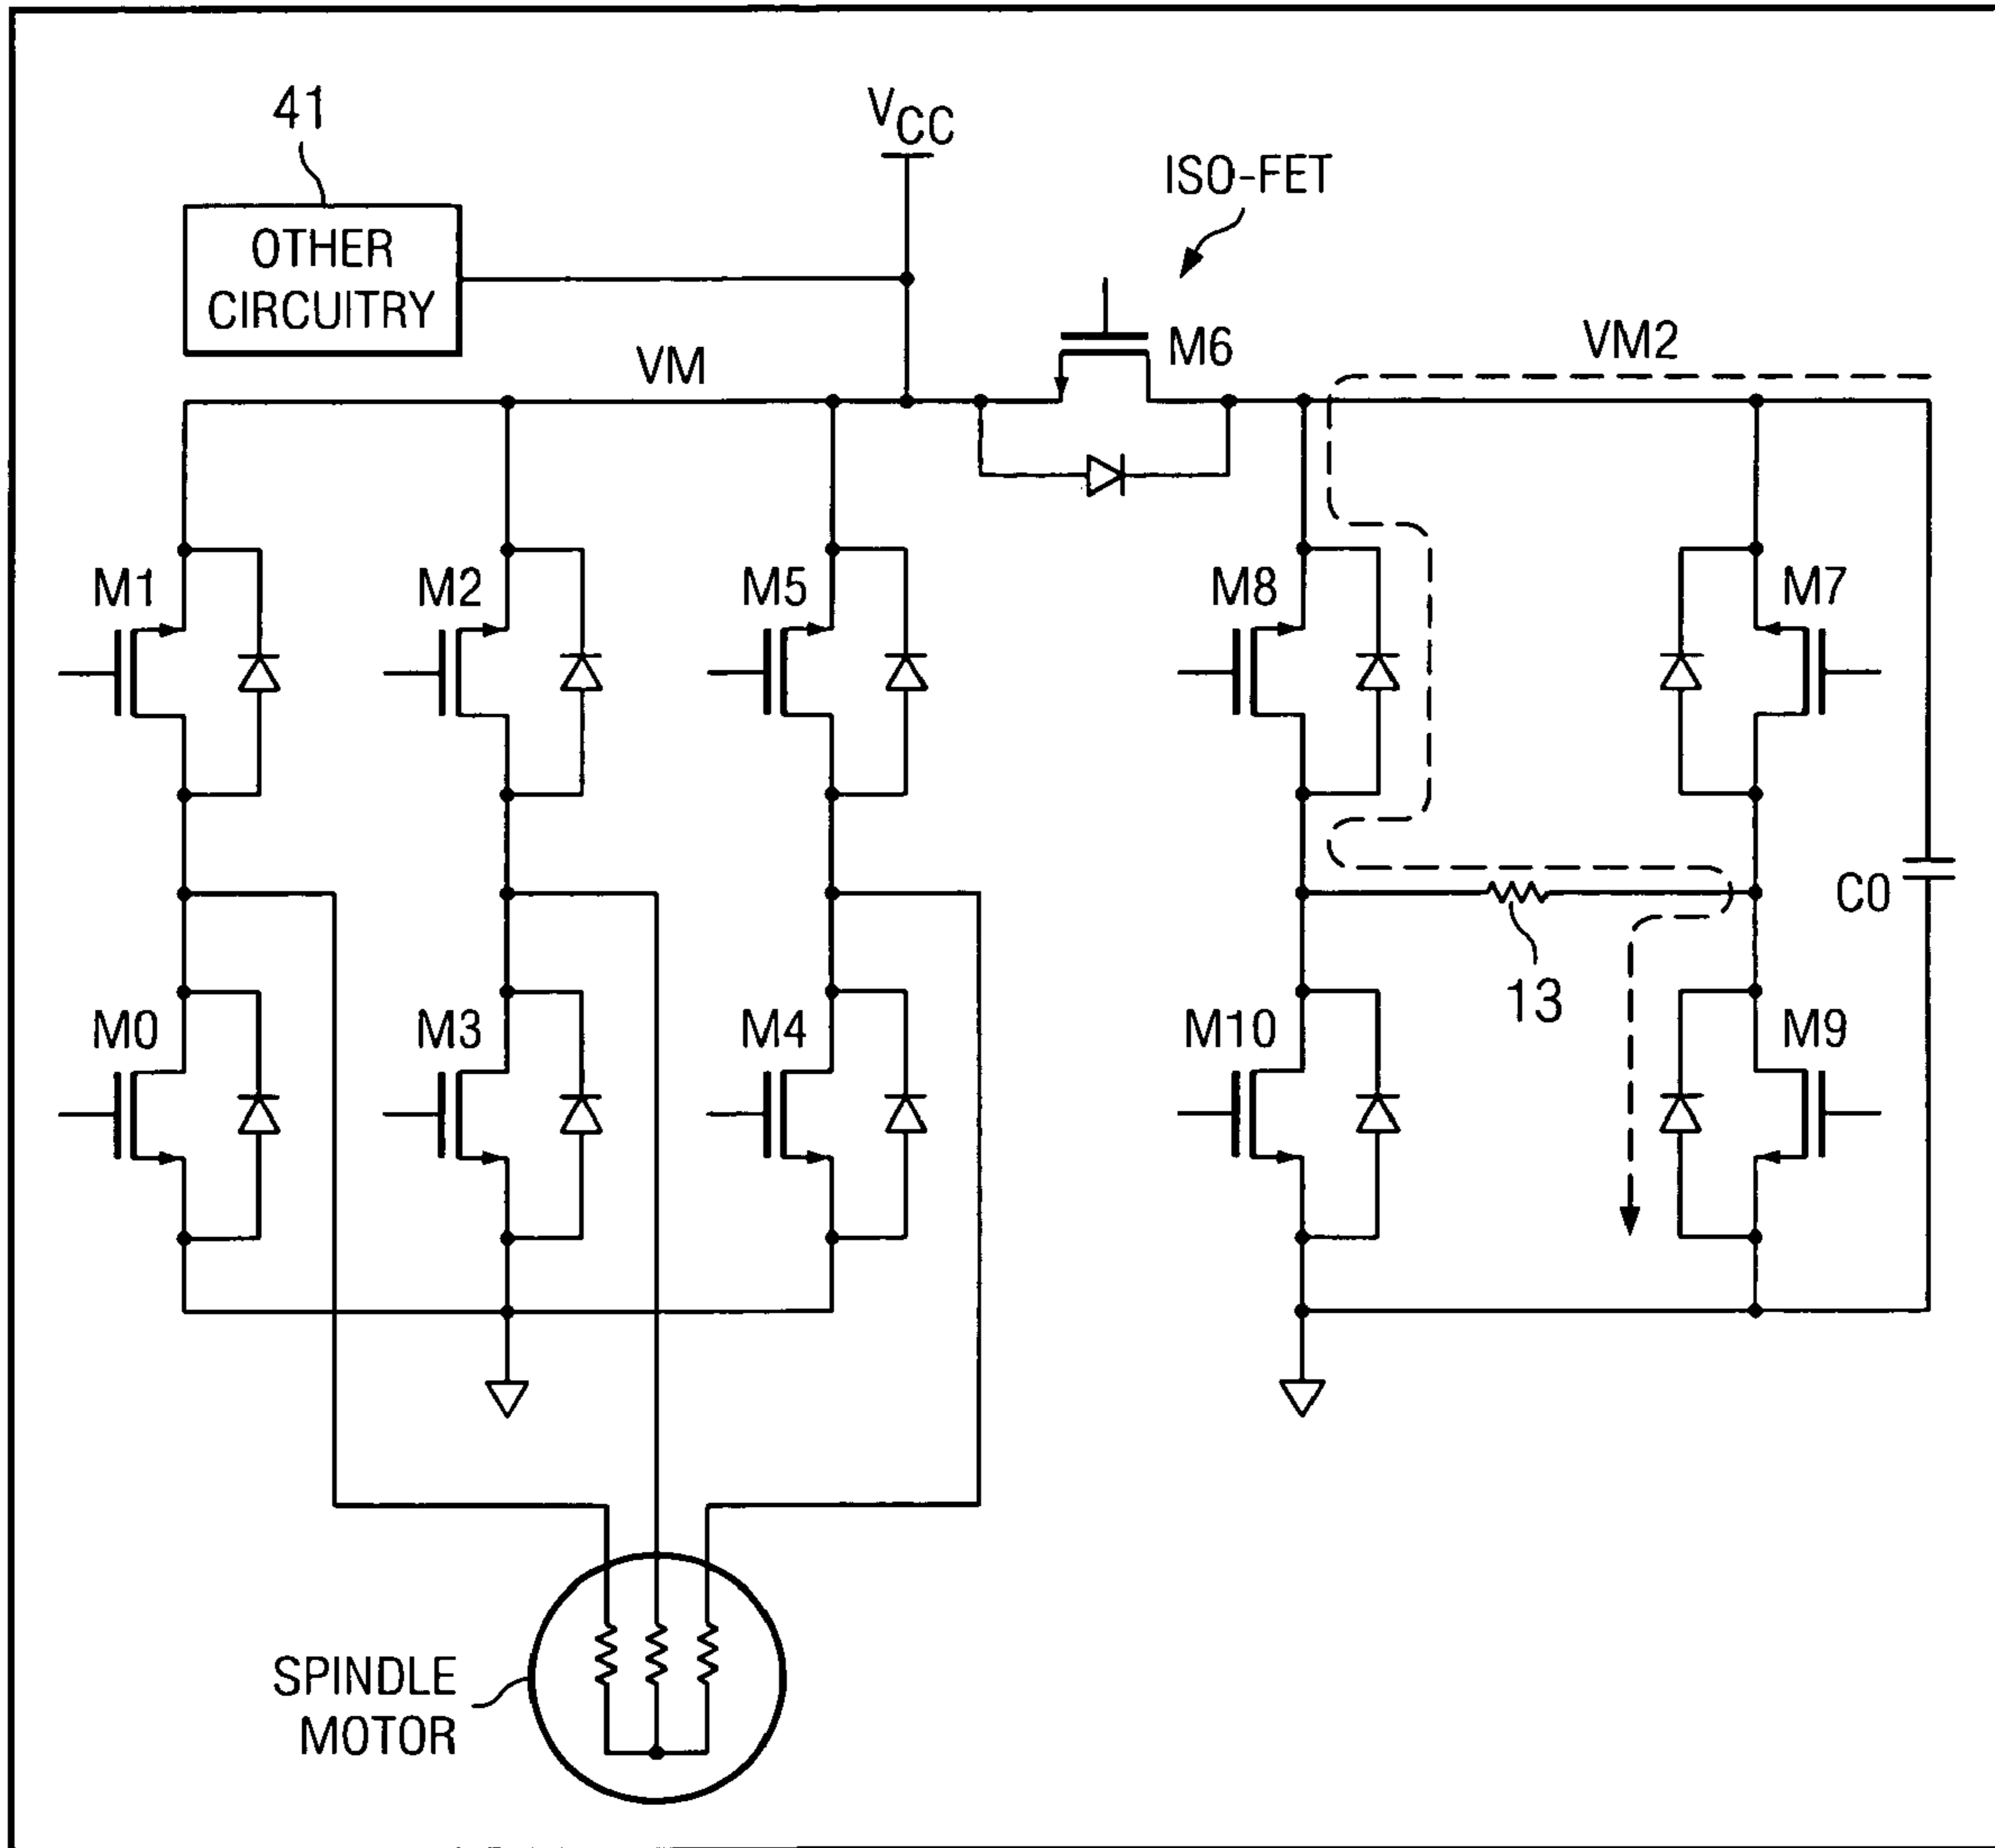 41
VCC
ISO-FET
OTHER
CIRCUITRY
VM
M6
VM2
M1
M2
M5
M8
M7
C0
13
M0
M3
M4
M10
M9
SPINDLE
MOTOR